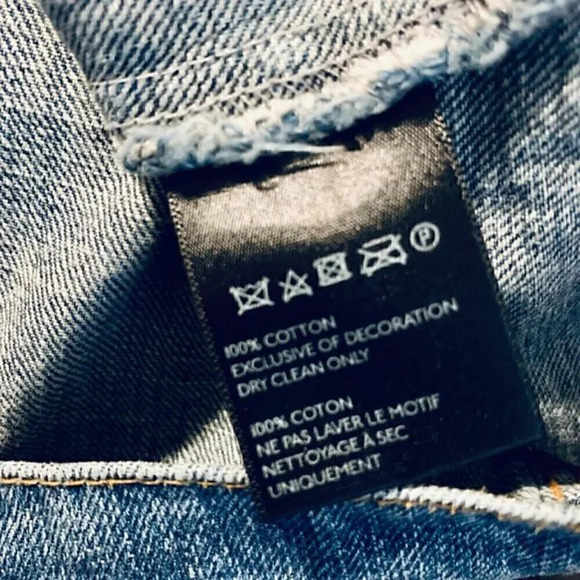 P
100% COTTON
EXCLUSIVE OF DECORATION
DRY CLEAN ONLY
100% COTON
NE PAS LAVER LE MOTIF
NETTOYAGE À SEC
UNIQUEMENT